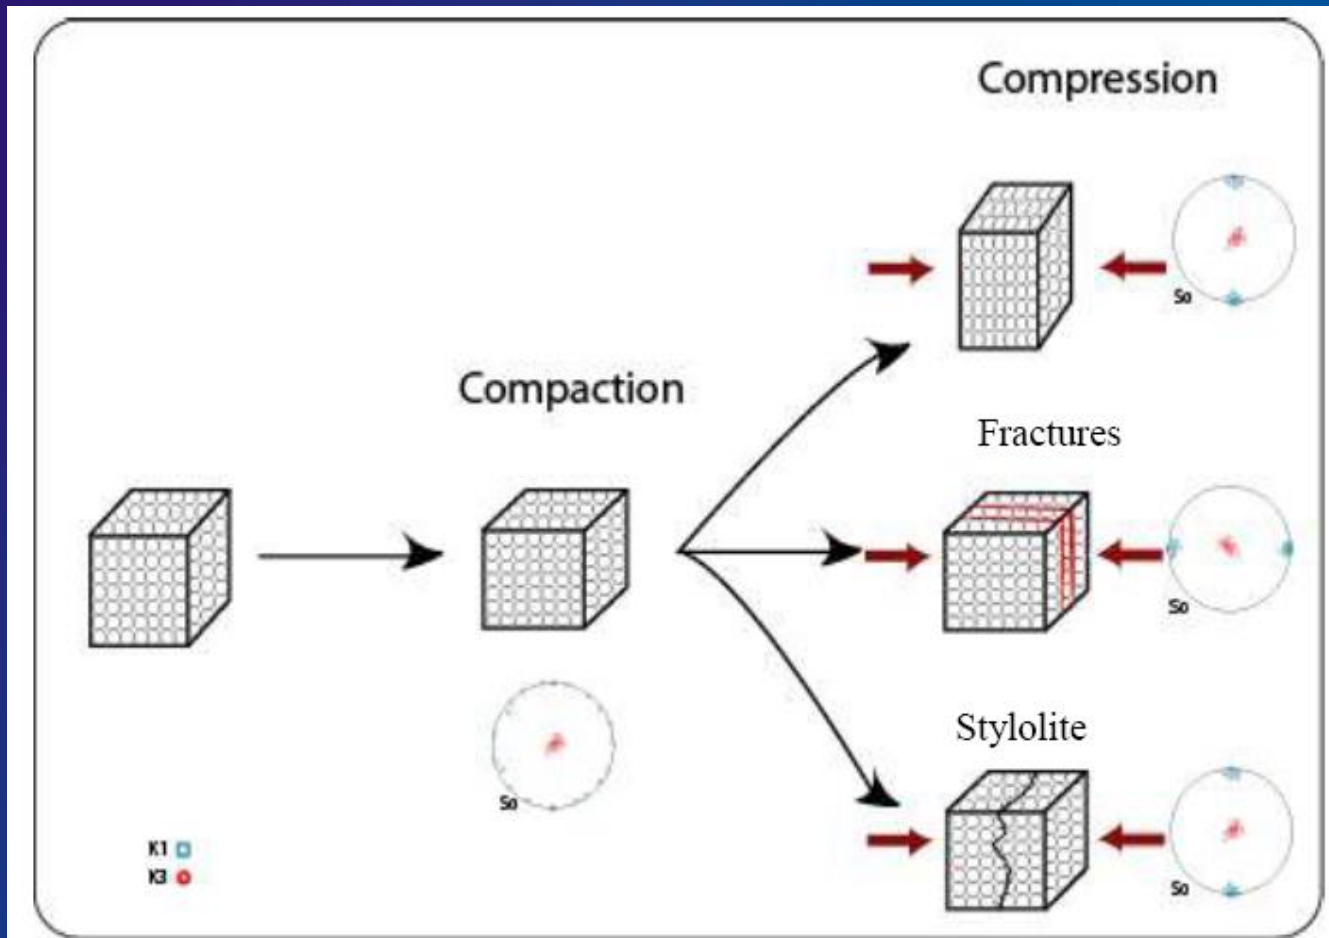 Compression
So
Compaction
Fractures
So
So
Stylolite
So
K1
K3